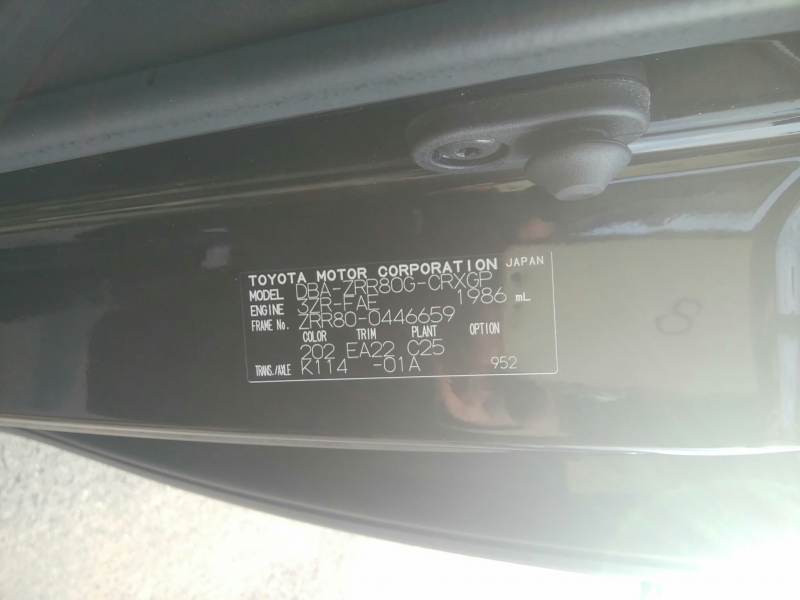 TOYOTA MOTOR CORPORATION JAPAN
MODEL DBA-ZRR80G-CRXGP
ENGINE 3ZR-FAE 1986 mL
FRAME No. ZRR80-0446659
COLOR TRIM PLANT OPTION
202 EA22 C25
TRANS./AXLE K114 -01A 952